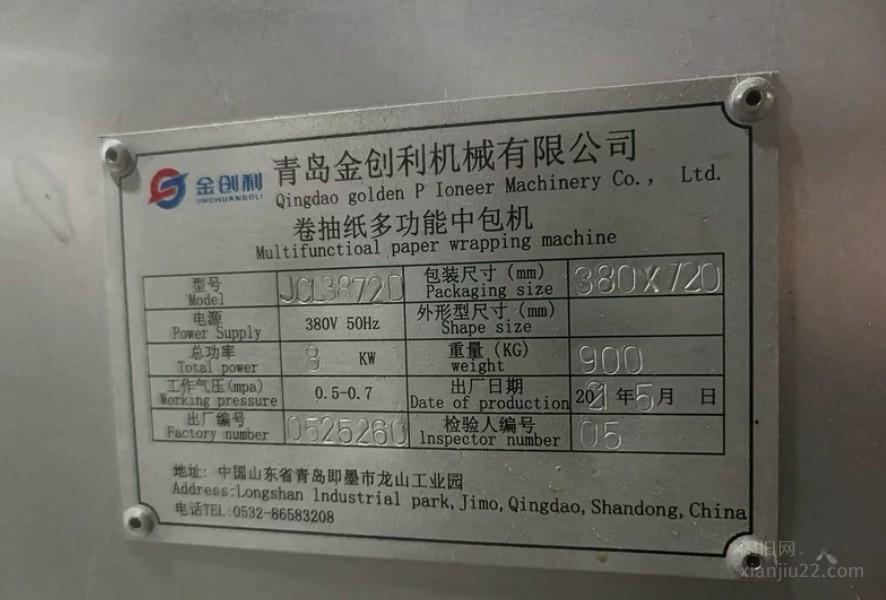 金创利
JINCHUANGLI
青岛金创利机械有限公司
Qingdao golden P Ioneer Machinery Co., Ltd.
卷抽纸多功能中包机
Multifunctioal paper wrapping machine
型号 JCL38720 包装尺寸(mm) 380X720
Model Packaging size
电源 380V 50Hz 外形型尺寸(mm)
Power Supply Shape size
总功率 8 KW 重量(KG) 900
Total power weight
工作气压(mpa) 0.5-0.7 出厂日期 2021年5月 日
Working pressure Date of production
出厂编号 0525260 检验人编号 05
Factory number lnspector number
地址: 中国山东省青岛即墨市龙山工业园
Address:Longshan lndustrial park,Jimo,Qingdao,Shandong,China
电话TEL:0532-86583208
xianjiu22.com